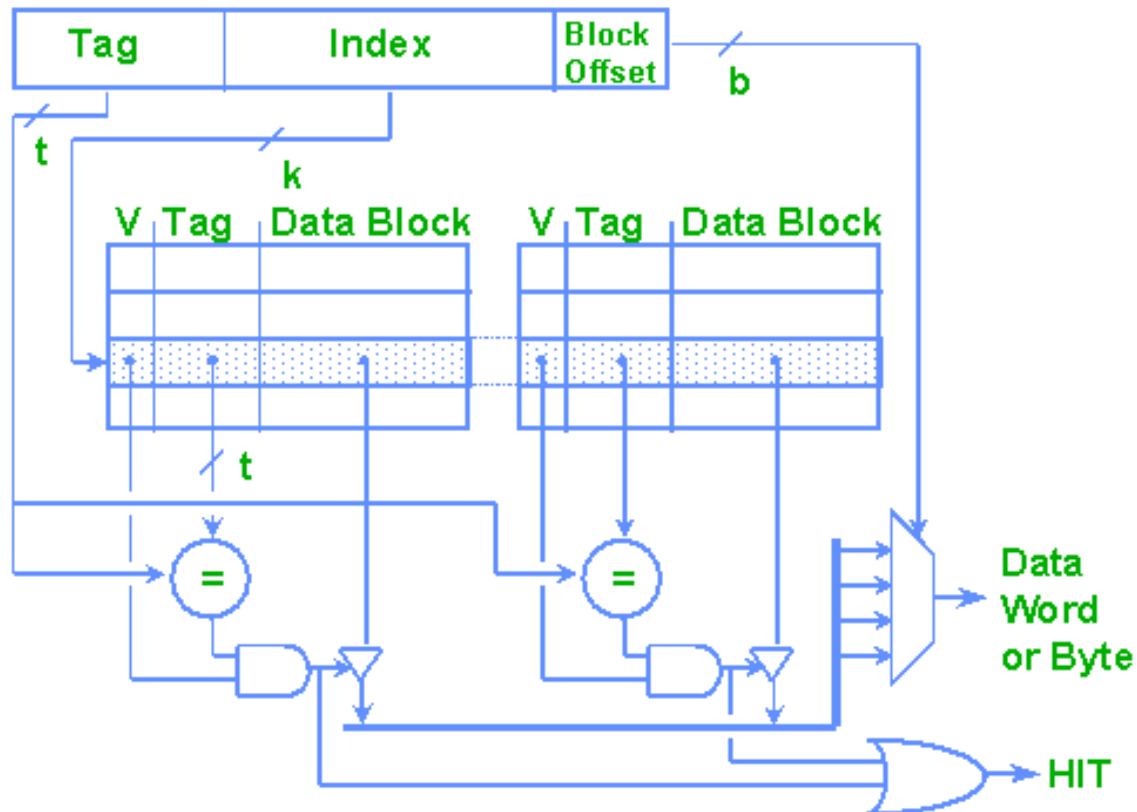 Tag Index Block Offset
b
t
k
V Tag Data Block V Tag Data Block
t
= =
Data
Word
or Byte
HIT